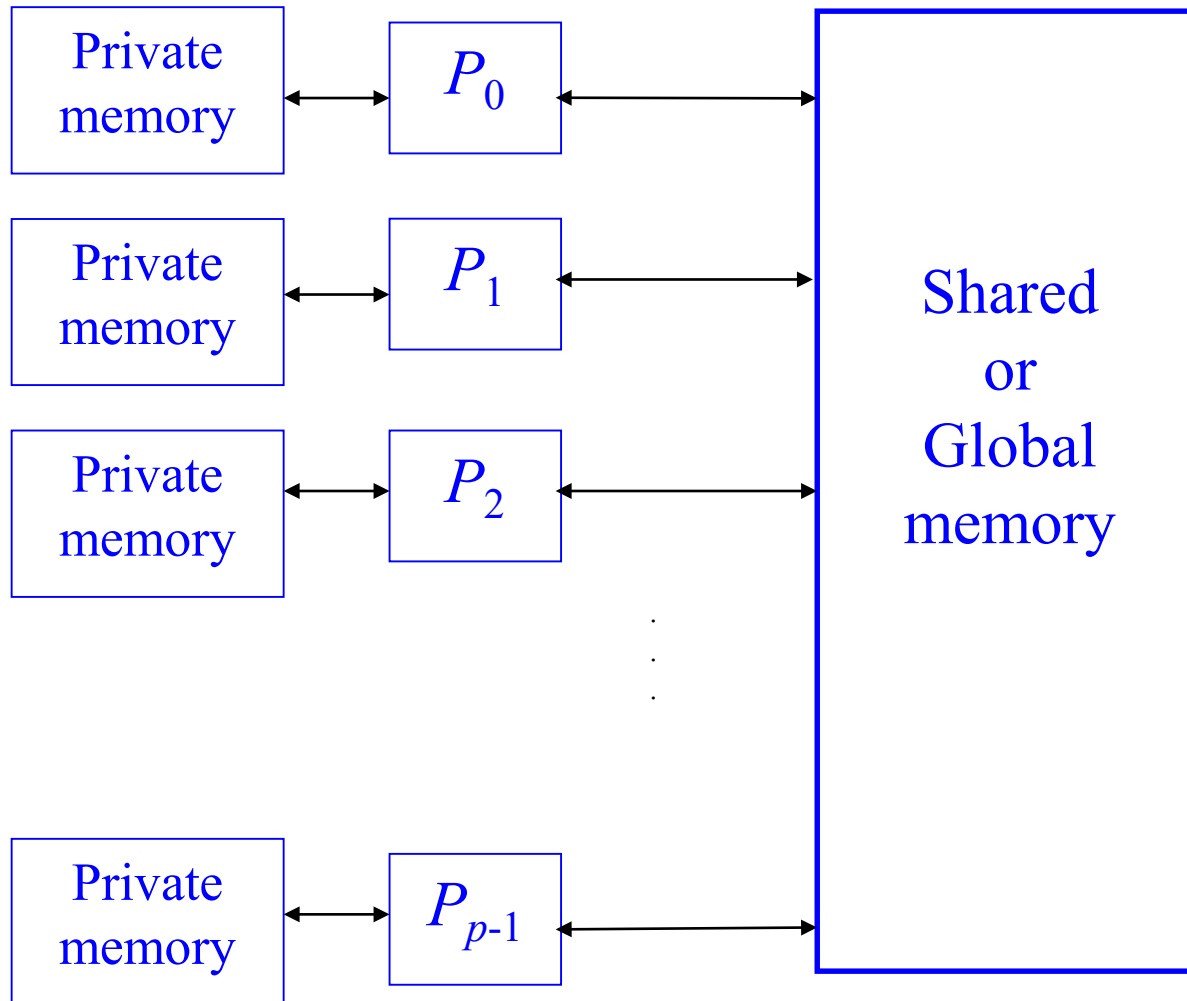 Private
memory
P0
Private
memory
P1
Private
memory
P2
Shared
or
Global
memory
.
.
.
Private
memory
Pp-1